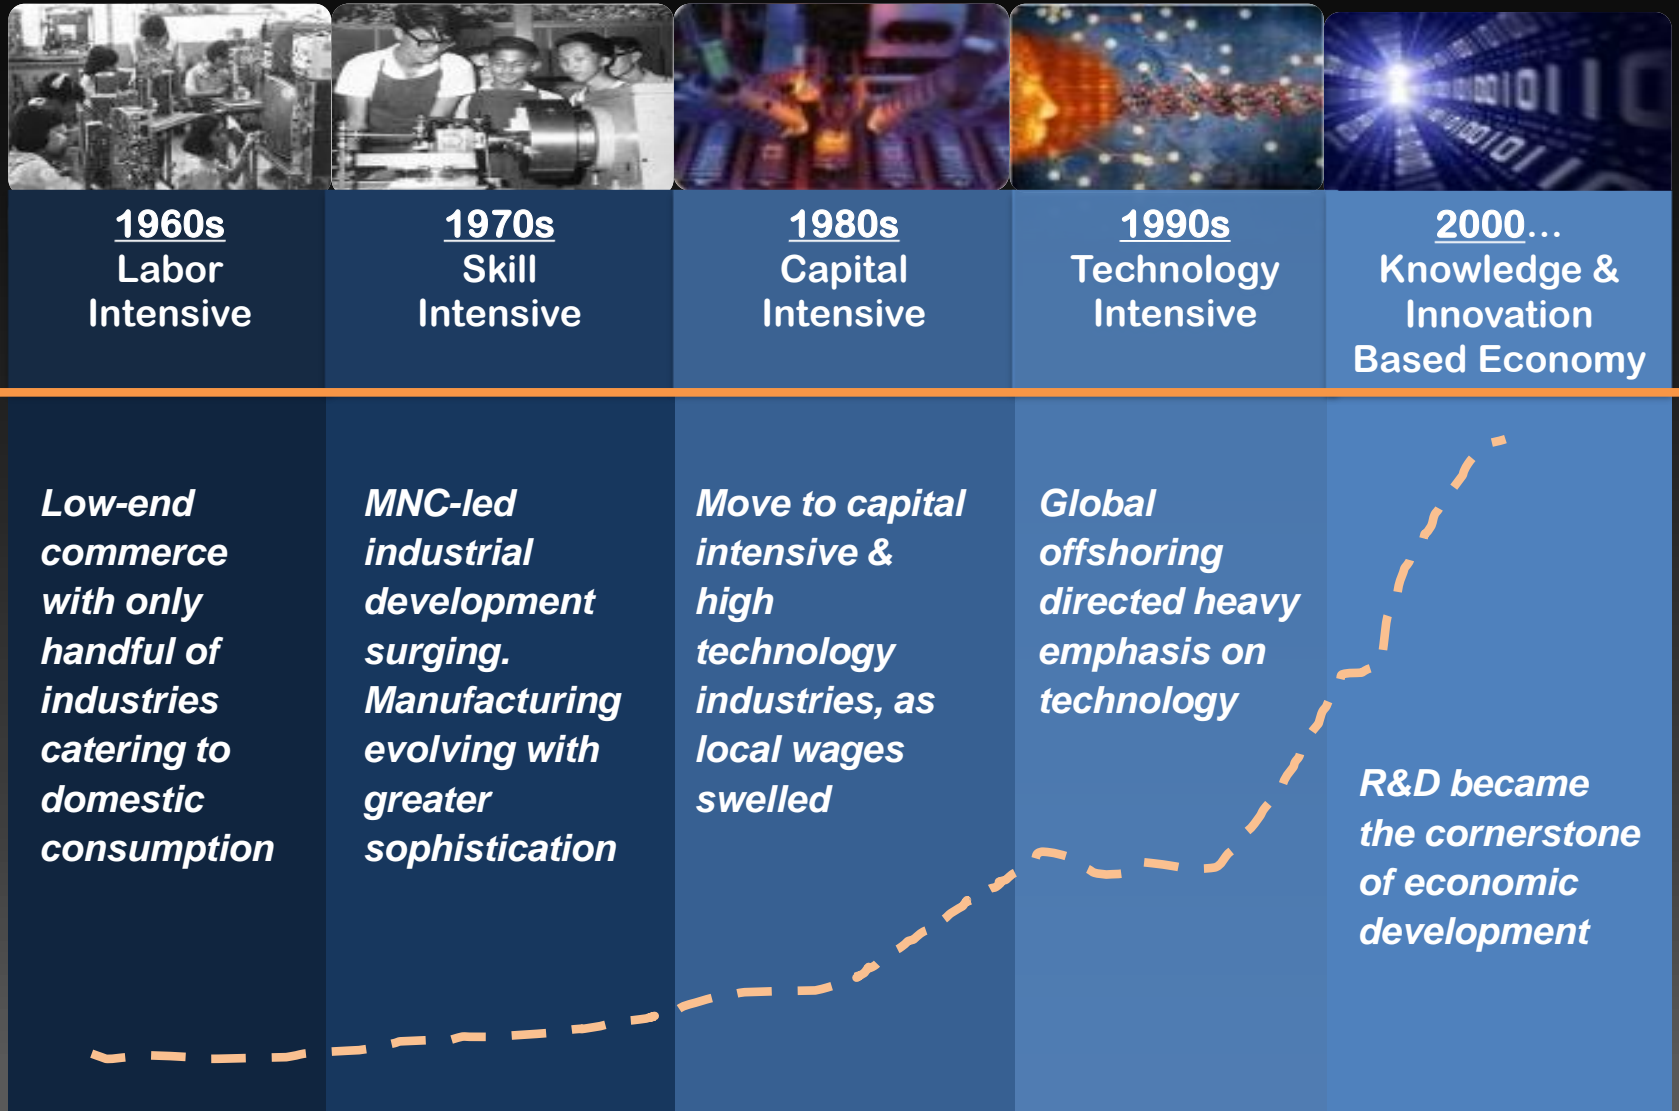 1960s
Labor
Intensive
1970s
Skill
Intensive
1980s
Capital
Intensive
1990s
Technology
Intensive
2000...
Knowledge &
Innovation
Based Economy
Low-end
commerce
with only
handful of
industries
catering to
domestic
consumption
MNC-led
industrial
development
surging.
Manufacturing
evolving with
greater
sophistication
Move to capital
intensive &
high
technology
industries, as
local wages
swelled
Global
offshoring
directed heavy
emphasis on
technology
R&D became
the cornerstone
of economic
development